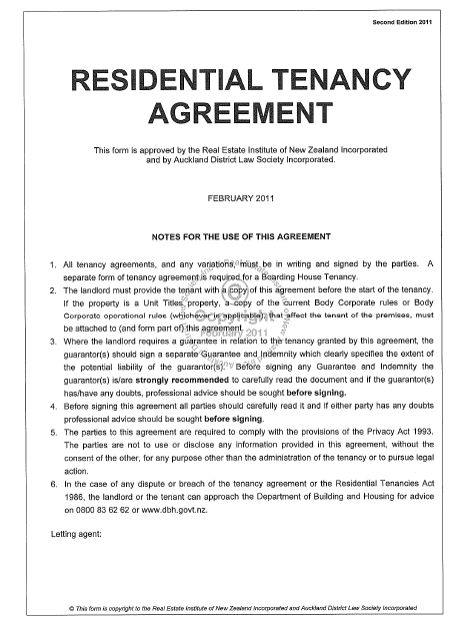 Second Edition 2011
RESIDENTIAL TENANCY
AGREEMENT
This form is approved by the Real Estate Institute of New Zealand Incorporated
and by Auckland District Law Society Incorporated.
FEBRUARY 2011
NOTES FOR THE USE OF THIS AGREEMENT
1. All tenancy agreements, and any variations, must be in writing and signed by the parties. A
separate form of tenancy agreement is required for a Boarding House Tenancy.
2. The landlord must provide the tenant with a copy of this agreement before the start of the tenancy.
If the property is a Unit Titles property, a copy of the current Body Corporate rules or Body
Corporate operational rules (whichever is applicable), that affect the tenant of the premises, must
be attached to (and form part of) this agreement.
3. Where the landlord requires a guarantee in relation to the tenancy granted by this agreement, the
guarantor(s) should sign a separate Guarantee and Indemnity which clearly specifies the extent of
the potential liability of the guarantor(s). Before signing any Guarantee and Indemnity the
guarantor(s) is/are strongly recommended to carefully read the document and if the guarantor(s)
has/have any doubts, professional advice should be sought before signing.
4. Before signing this agreement all parties should carefully read it and if either party has any doubts
professional advice should be sought before signing.
5. The parties to this agreement are required to comply with the provisions of the Privacy Act 1993.
The parties are not to use or disclose any information provided in this agreement, without the
consent of the other, for any purpose other than the administration of the tenancy or to pursue legal
action.
6. In the case of any dispute or breach of the tenancy agreement or the Residential Tenancies Act
1986, the landlord or the tenant can approach the Department of Building and Housing for advice
on 0800 83 62 62 or www.dbh.govt.nz.
Letting agent:
© Copyright
February 2011
© This form is copyright to the Real Estate Institute of New Zealand Incorporated and Auckland District Law Society Incorporated